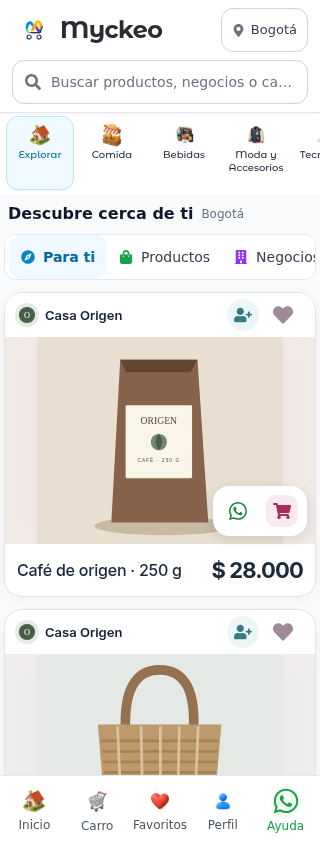 Myckeo
Bogotá
Buscar productos, negocios o ca...
Explorar
Comida
Bebidas
Moda y
Accesorios
Descubre cerca de ti Bogotá
Para ti
Productos
Negocios
O
Casa Origen
ORIGEN
CAFÉ · 250 G
Café de origen · 250 g
$ 28.000
O
Casa Origen
Inicio
Carro
Favoritos
Perfil
Ayuda